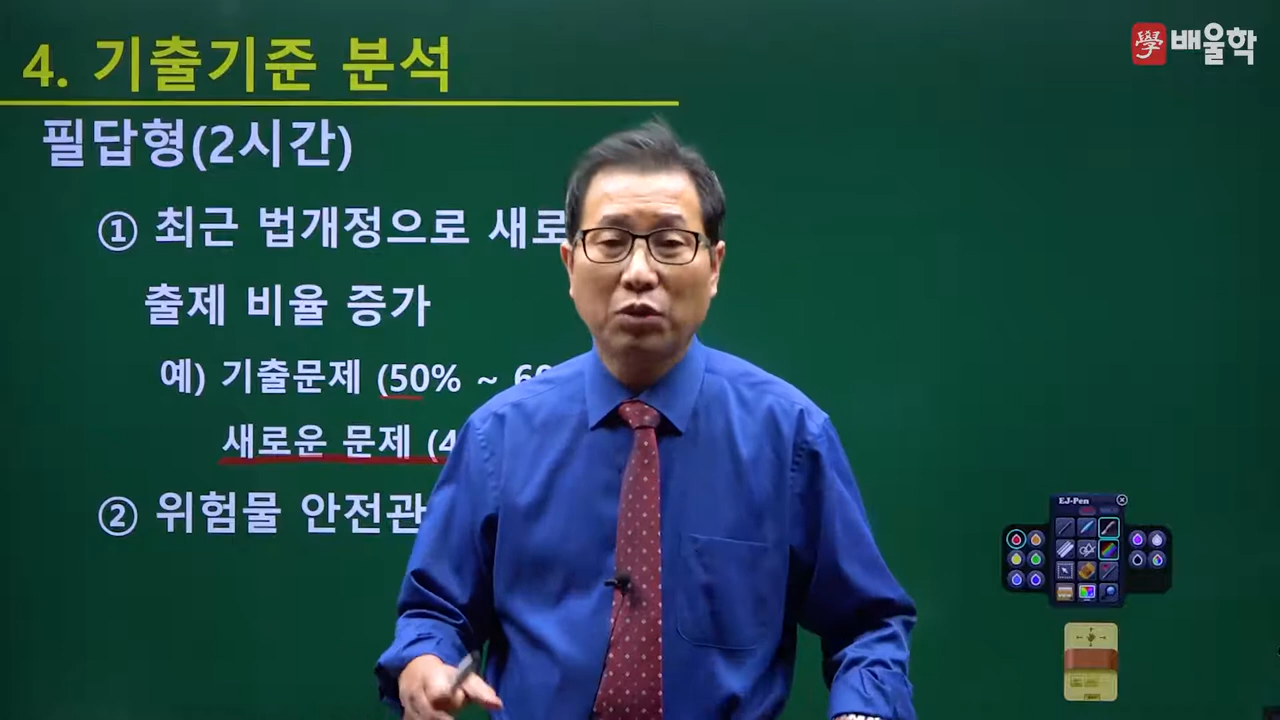 4. 기출기준 분석
學 배울학
필답형(2시간)
① 최근 법개정으로 새로
출제 비율 증가
예) 기출문제 (50% ~ 60
새로운 문제 (4
② 위험물 안전관
EJ-Pen